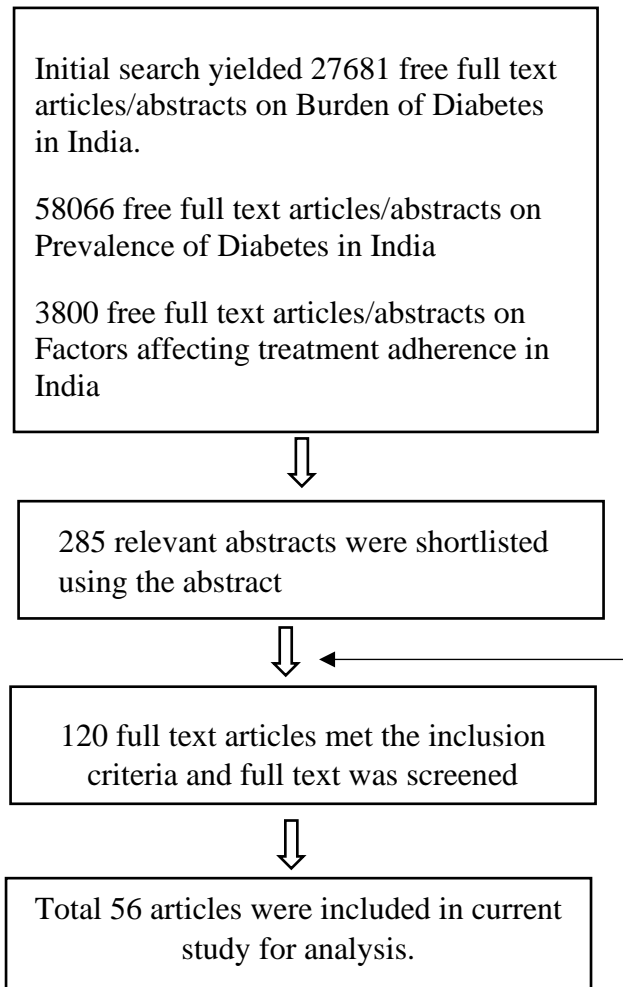 Initial search yielded 27681 free full text
articles/abstracts on Burden of Diabetes
in India.
58066 free full text articles/abstracts on
Prevalence of Diabetes in India
3800 free full text articles/abstracts on
Factors affecting treatment adherence in
India
285 relevant abstracts were shortlisted
using the abstract
120 full text articles met the inclusion
criteria and full text was screened
Total 56 articles were included in current
study for analysis.